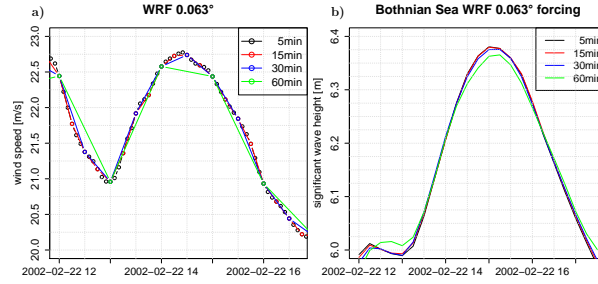 a) WRF 0.063°
wind speed [m/s]
23.0
22.5
22.0
21.5
21.0
20.5
20.0
5min
15min
30min
60min
2002−02−22 12
2002−02−22 14
2002−02−22 16
b) Bothnian Sea WRF 0.063° forcing
significant wave height [m]
6.4
6.3
6.2
6.1
6.0
5min
15min
30min
60min
2002−02−22 12
2002−02−22 14
2002−02−22 16